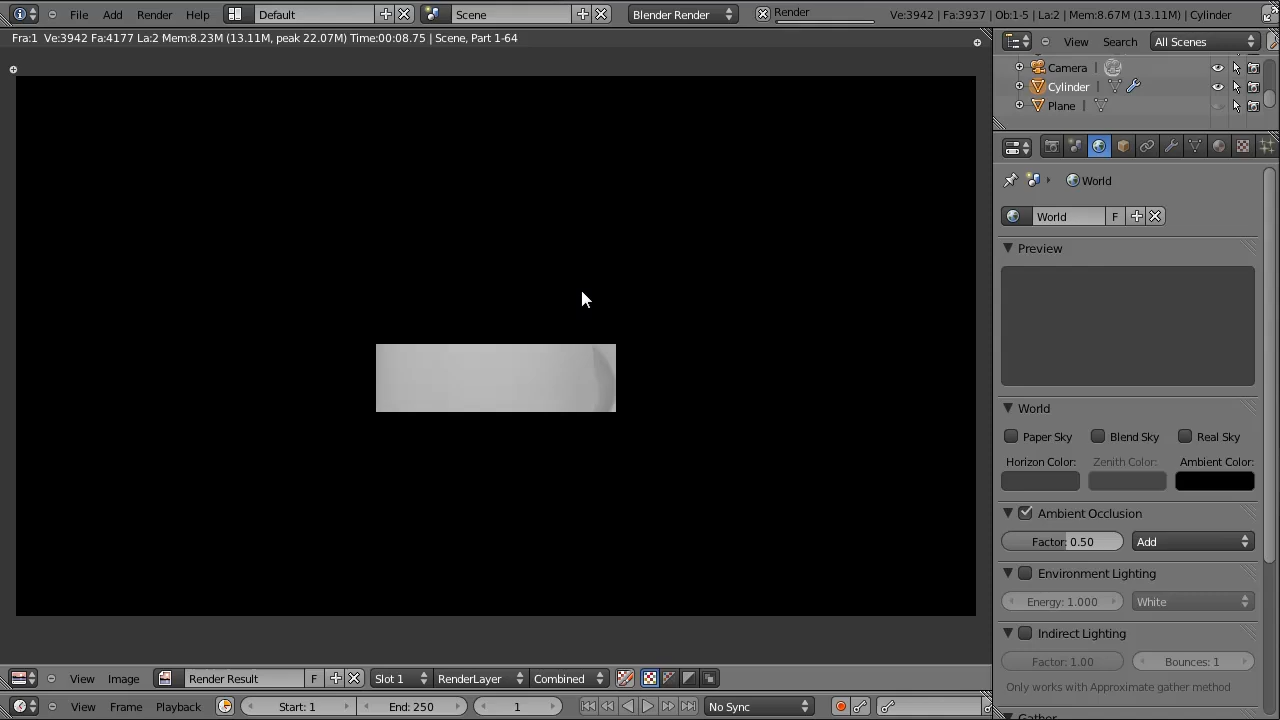 File Add Render Help Default Scene Blender Render Render Ve:3942 | Fa:3937 | Ob:1-5 | La:2 | Mem:8.67M (13.11M) | Cylinder
Fra:1 Ve:3942 Fa:4177 La:2 Mem:8.23M (13.11M, peak 22.07M) Time:00:08.75 | Scene, Part 1-64
View Search All Scenes
Camera
Cylinder
Plane
World
World F
Preview
World
Paper Sky Blend Sky Real Sky
Horizon Color: Zenith Color: Ambient Color:
Ambient Occlusion
Factor: 0.50 Add
Environment Lighting
Energy: 1.000 White
Indirect Lighting
Factor: 1.00 Bounces: 1
Only works with Approximate gather method
Gather
View Image Render Result F Slot 1 RenderLayer Combined
View Frame Playback Start: 1 End: 250 1 No Sync